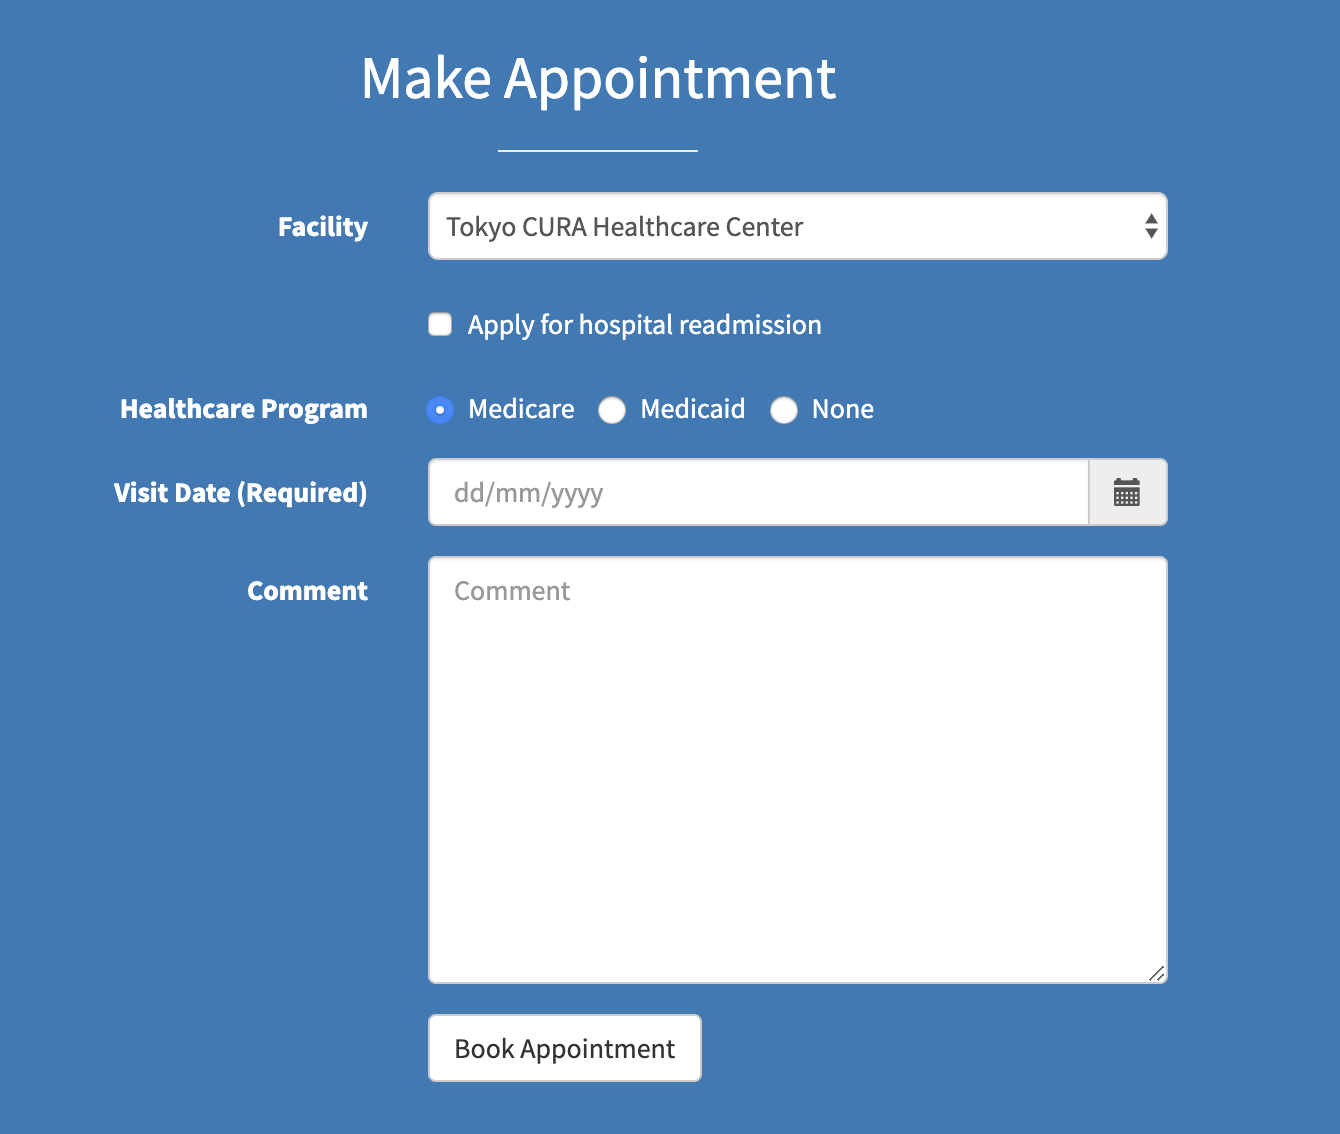 Make Appointment
Facility
Tokyo CURA Healthcare Center
Apply for hospital readmission
Healthcare Program
Medicare Medicaid None
Visit Date (Required)
dd/mm/yyyy
Comment
Comment
Book Appointment